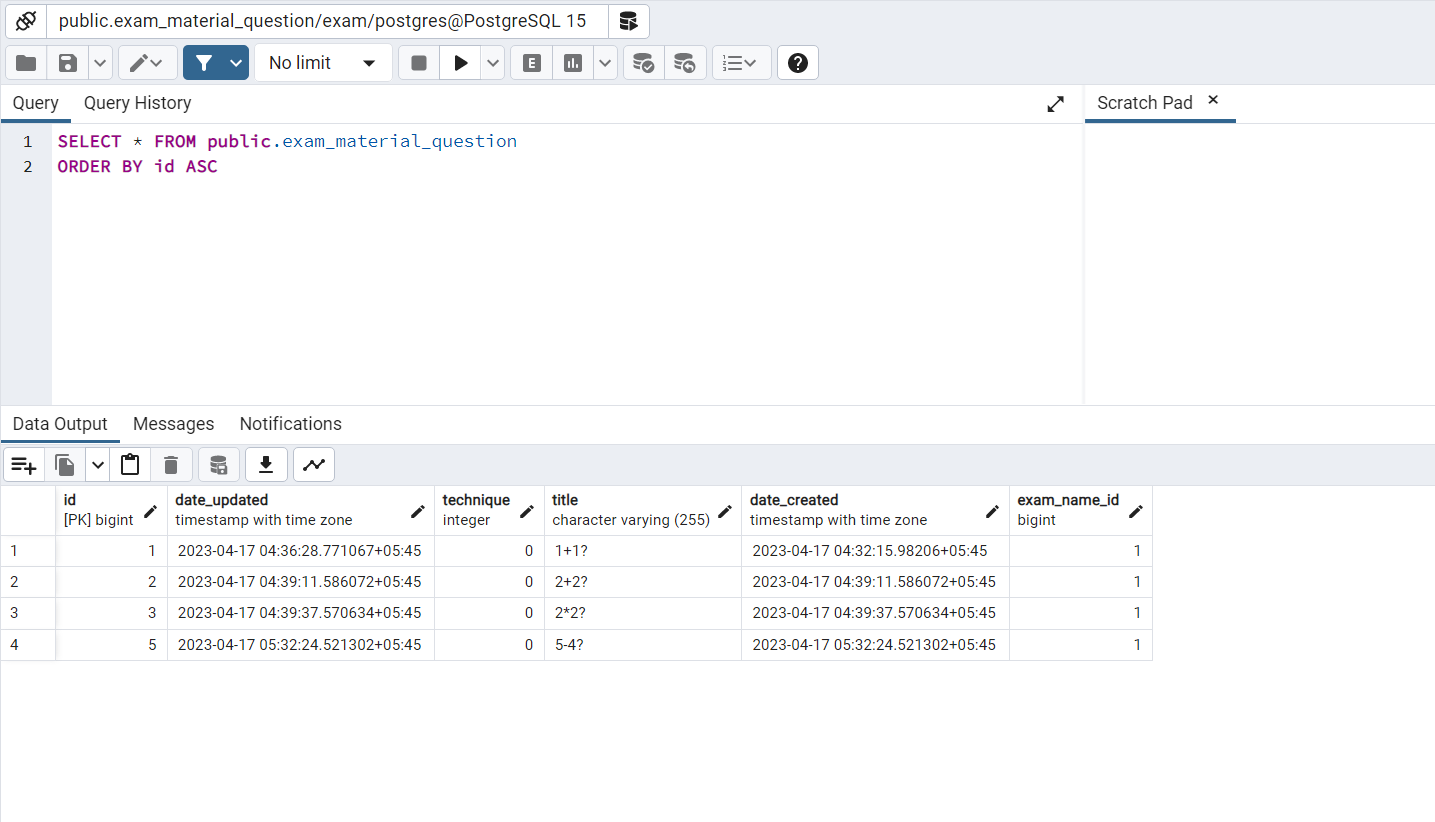 public.exam_material_question/exam/postgres@PostgreSQL 15
No limit
E
Query Query History
Scratch Pad ✕
1 SELECT * FROM public.exam_material_question
2 ORDER BY id ASC
Data Output Messages Notifications
id date_updated technique title date_created exam_name_id
[PK] bigint timestamp with time zone integer character varying (255) timestamp with time zone bigint
1 1 2023-04-17 04:36:28.771067+05:45 0 1+1? 2023-04-17 04:32:15.98206+05:45 1
2 2 2023-04-17 04:39:11.586072+05:45 0 2+2? 2023-04-17 04:39:11.586072+05:45 1
3 3 2023-04-17 04:39:37.570634+05:45 0 2*2? 2023-04-17 04:39:37.570634+05:45 1
4 5 2023-04-17 05:32:24.521302+05:45 0 5-4? 2023-04-17 05:32:24.521302+05:45 1